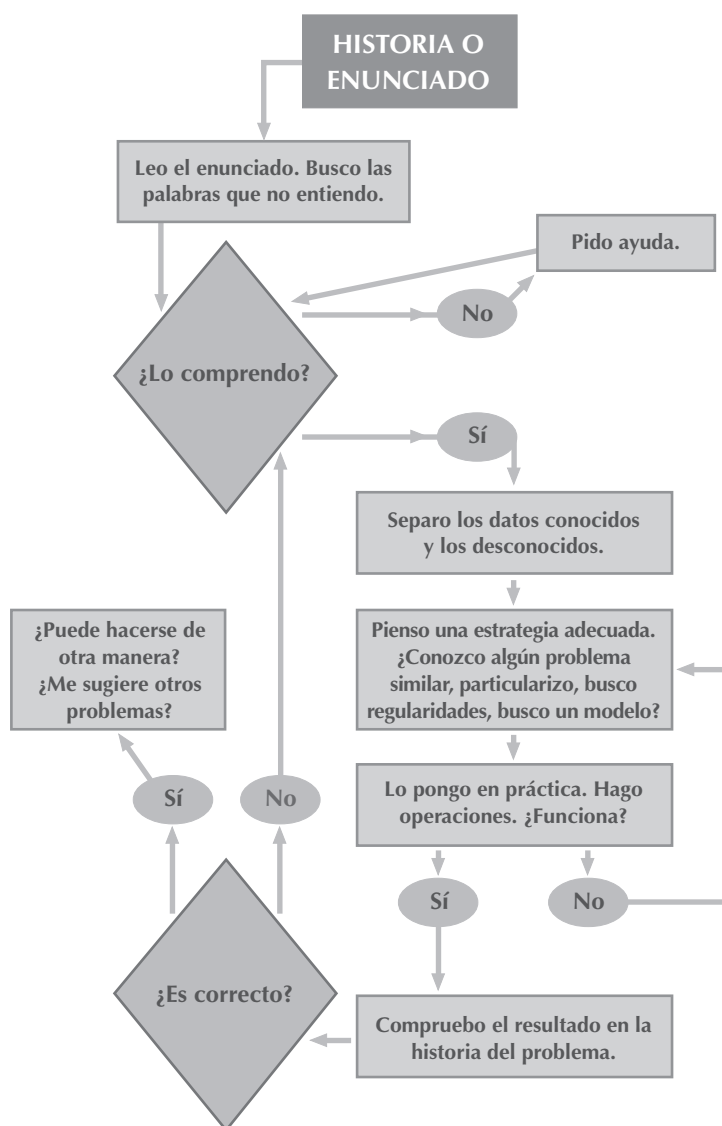 HISTORIA O
ENUNCIADO
Leo el enunciado. Busco las
palabras que no entiendo.
Pido ayuda.
No
¿Lo comprendo?
Sí
Separo los datos conocidos
y los desconocidos.
¿Puede hacerse de
otra manera?
¿Me sugiere otros
problemas?
Pienso una estrategia adecuada.
¿Conozco algún problema
similar, particularizo, busco
regularidades, busco un modelo?
Sí
No
Lo pongo en práctica. Hago
operaciones. ¿Funciona?
Sí
No
¿Es correcto?
Compruebo el resultado en la
historia del problema.